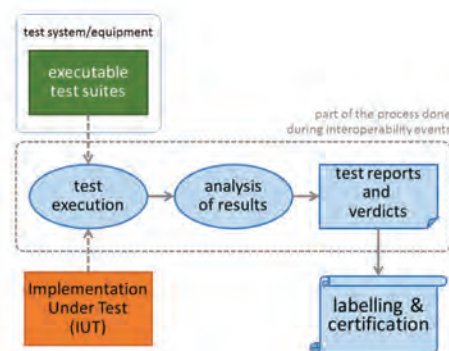 test system/equipment
executable
test suites
part of the process done
during interoperability events
test
execution
analysis
of results
test reports
and
verdicts
Implementation
Under Test
(IUT)
labelling &
certification